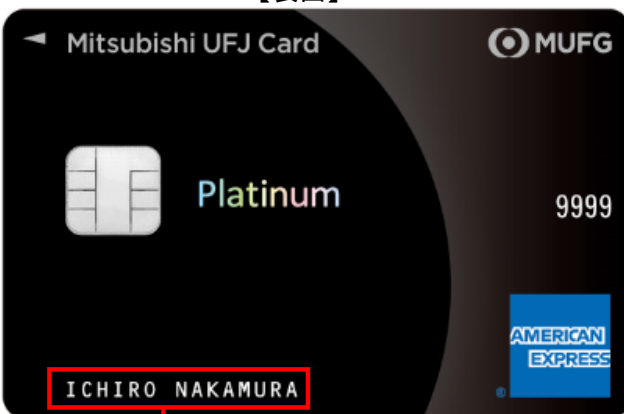 Mitsubishi UFJ Card
MUFG
Platinum
9999
AMERICAN
EXPRESS
®
ICHIRO NAKAMURA